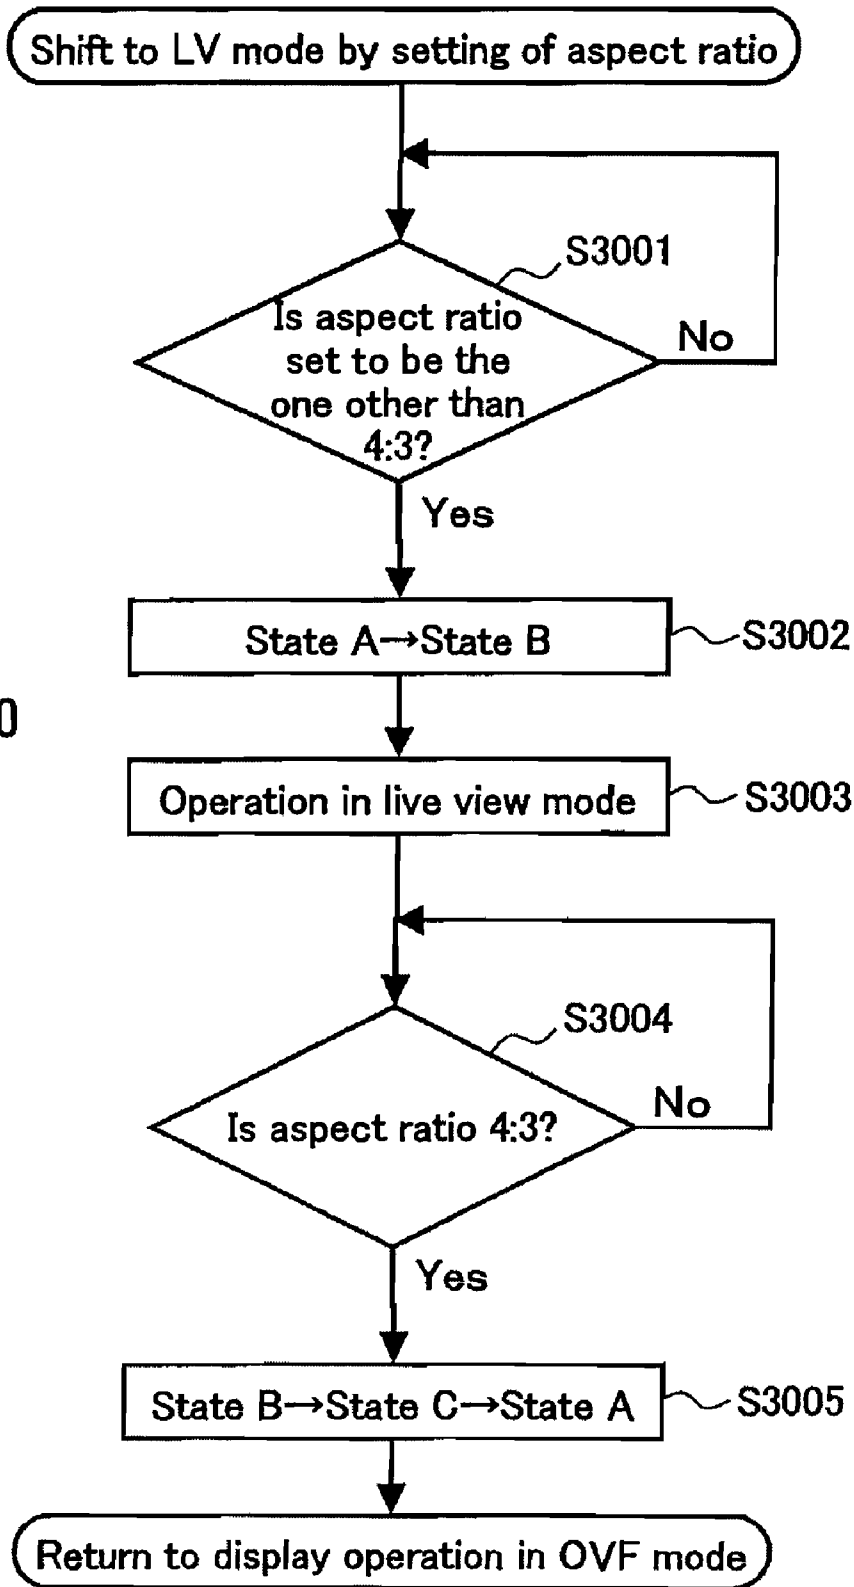 Shift to LV mode by setting of aspect ratio
S3001
Is aspect ratio
set to be the
one other than
4:3?
No
Yes
State A→State B
S3002
0
Operation in live view mode
S3003
S3004
Is aspect ratio 4:3?
No
Yes
State B→State C→State A
S3005
Return to display operation in OVF mode